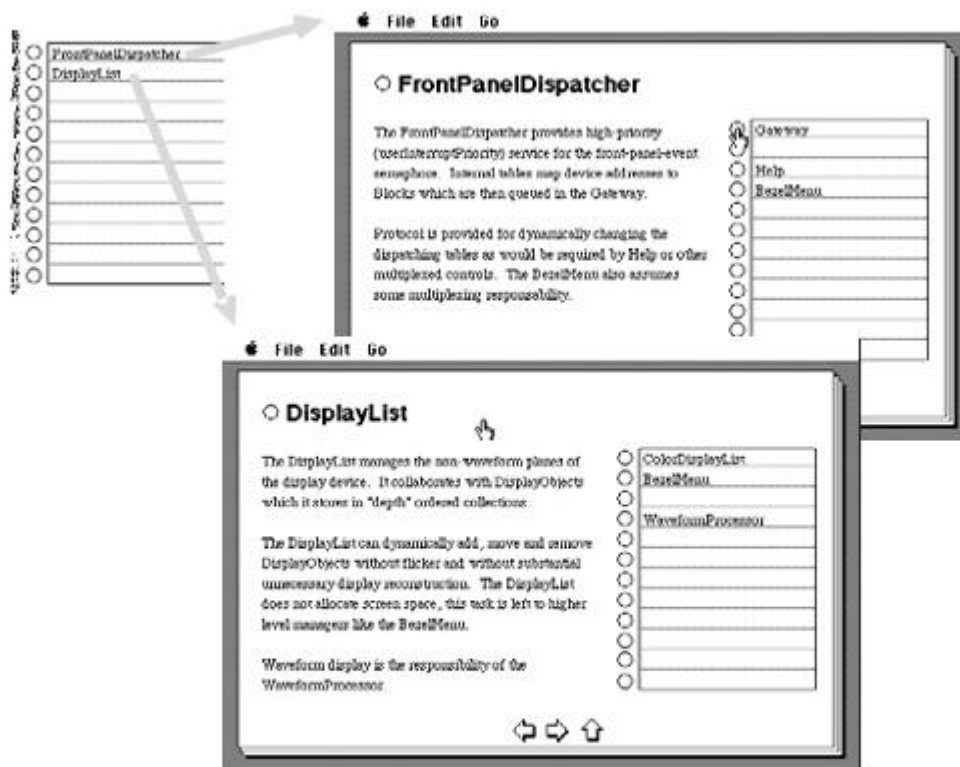 File Edit Go
FrontPanelDispatcher
DisplayList
FrontPanelDispatcher
The FrontPanelDispatcher provides high-priority
(userInterruptPriority) service for the front-panel-event
semaphore. Internal tables map device addresses to
Blocks which are then queued in the Gateway.
Protocol is provided for dynamically changing the
dispatching tables as would be required by Help or other
multiplexed controls. The BezelMenu also assumes
some multiplexing responsability.
Gateway
Help
BezelMenu
File Edit Go
DisplayList
The DisplayList manages the non-waveform planes of
the display device. It collaborates with DisplayObjects
which it stores in "depth" ordered collections.
The DisplayList can dynamically add, move and remove
DisplayObjects without flicker and without substantial
unnecessary display reconstruction. The DisplayList
does not allocate screen space, this task is left to higher
level managers like the BezelMenu.
Waveform display is the responsibility of the
WaveformProcessor.
ColorDisplayList
BezelMenu
WaveformProcessor